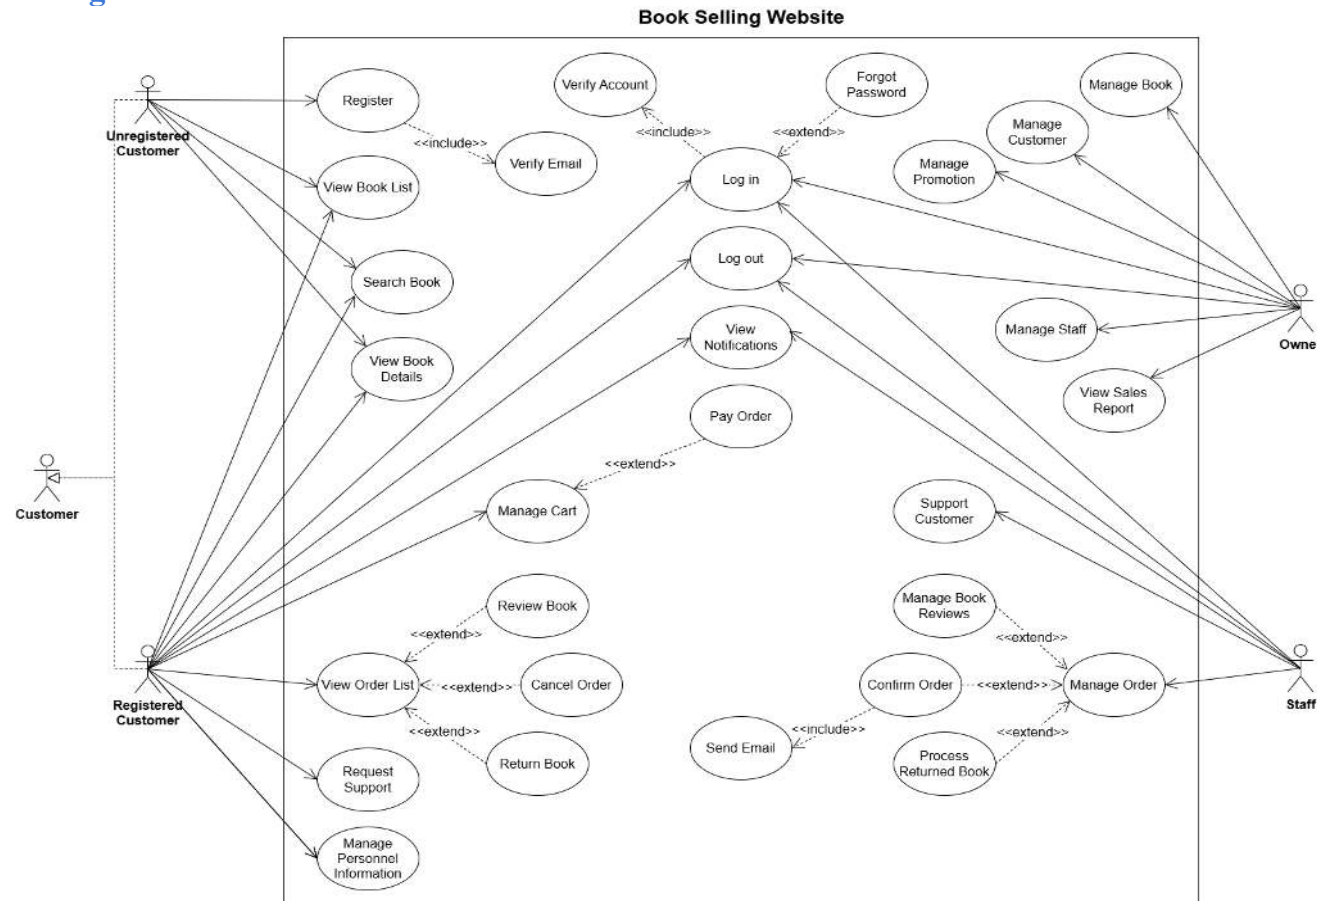 Book Selling Website
Unregistered
Customer
Register
<<include>>
Verify Email
View Book List
Search Book
View Book
Details
Verify Account
<<include>>
Forgot
Password
<<extend>>
Log in
Log out
View
Notifications
Pay Order
<<extend>>
Manage Cart
Manage Book
Manage
Customer
Manage
Promotion
Manage Staff
View Sales
Report
Owne
Customer
Registered
Customer
Review Book
<<extend>>
View Order List
<<extend>>
Cancel Order
<<extend>>
Return Book
Request
Support
Manage
Personnel
Information
Support
Customer
Manage Book
Reviews
<<extend>>
Confirm Order
<<extend>>
Manage Order
<<include>>
Send Email
<<extend>>
Process
Returned Book
Staff